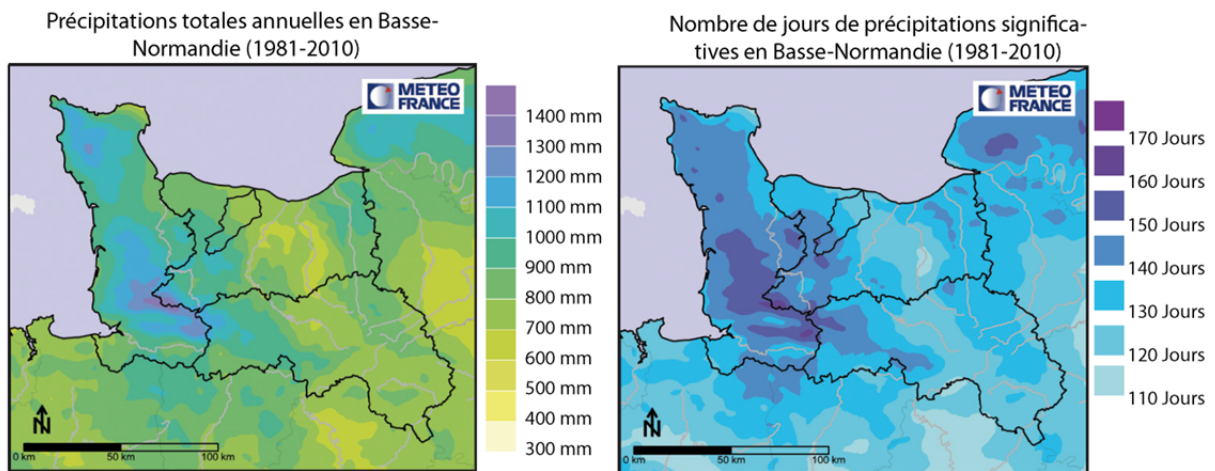 Précipitations totales annuelles en Basse-
Normandie (1981-2010)
METEO
FRANCE
1400 mm
1300 mm
1200 mm
1100 mm
1000 mm
900 mm
800 mm
700 mm
600 mm
500 mm
400 mm
300 mm
N
0 km
50 km
100 km
Nombre de jours de précipitations significa-
tives en Basse-Normandie (1981-2010)
METEO
FRANCE
170 Jours
160 Jours
150 Jours
140 Jours
130 Jours
120 Jours
110 Jours
N
0 km
50 km
100 km